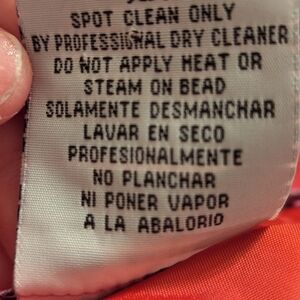 SPOT CLEAN ONLY
BY PROFESSIONAL DRY CLEANER
DO NOT APPLY HEAT OR
STEAM ON BEAD
SOLAMENTE DESMANCHAR
LAVAR EN SECO
PROFESIONALMENTE
NO PLANCHAR
NI PONER VAPOR
A LA ABALORIO